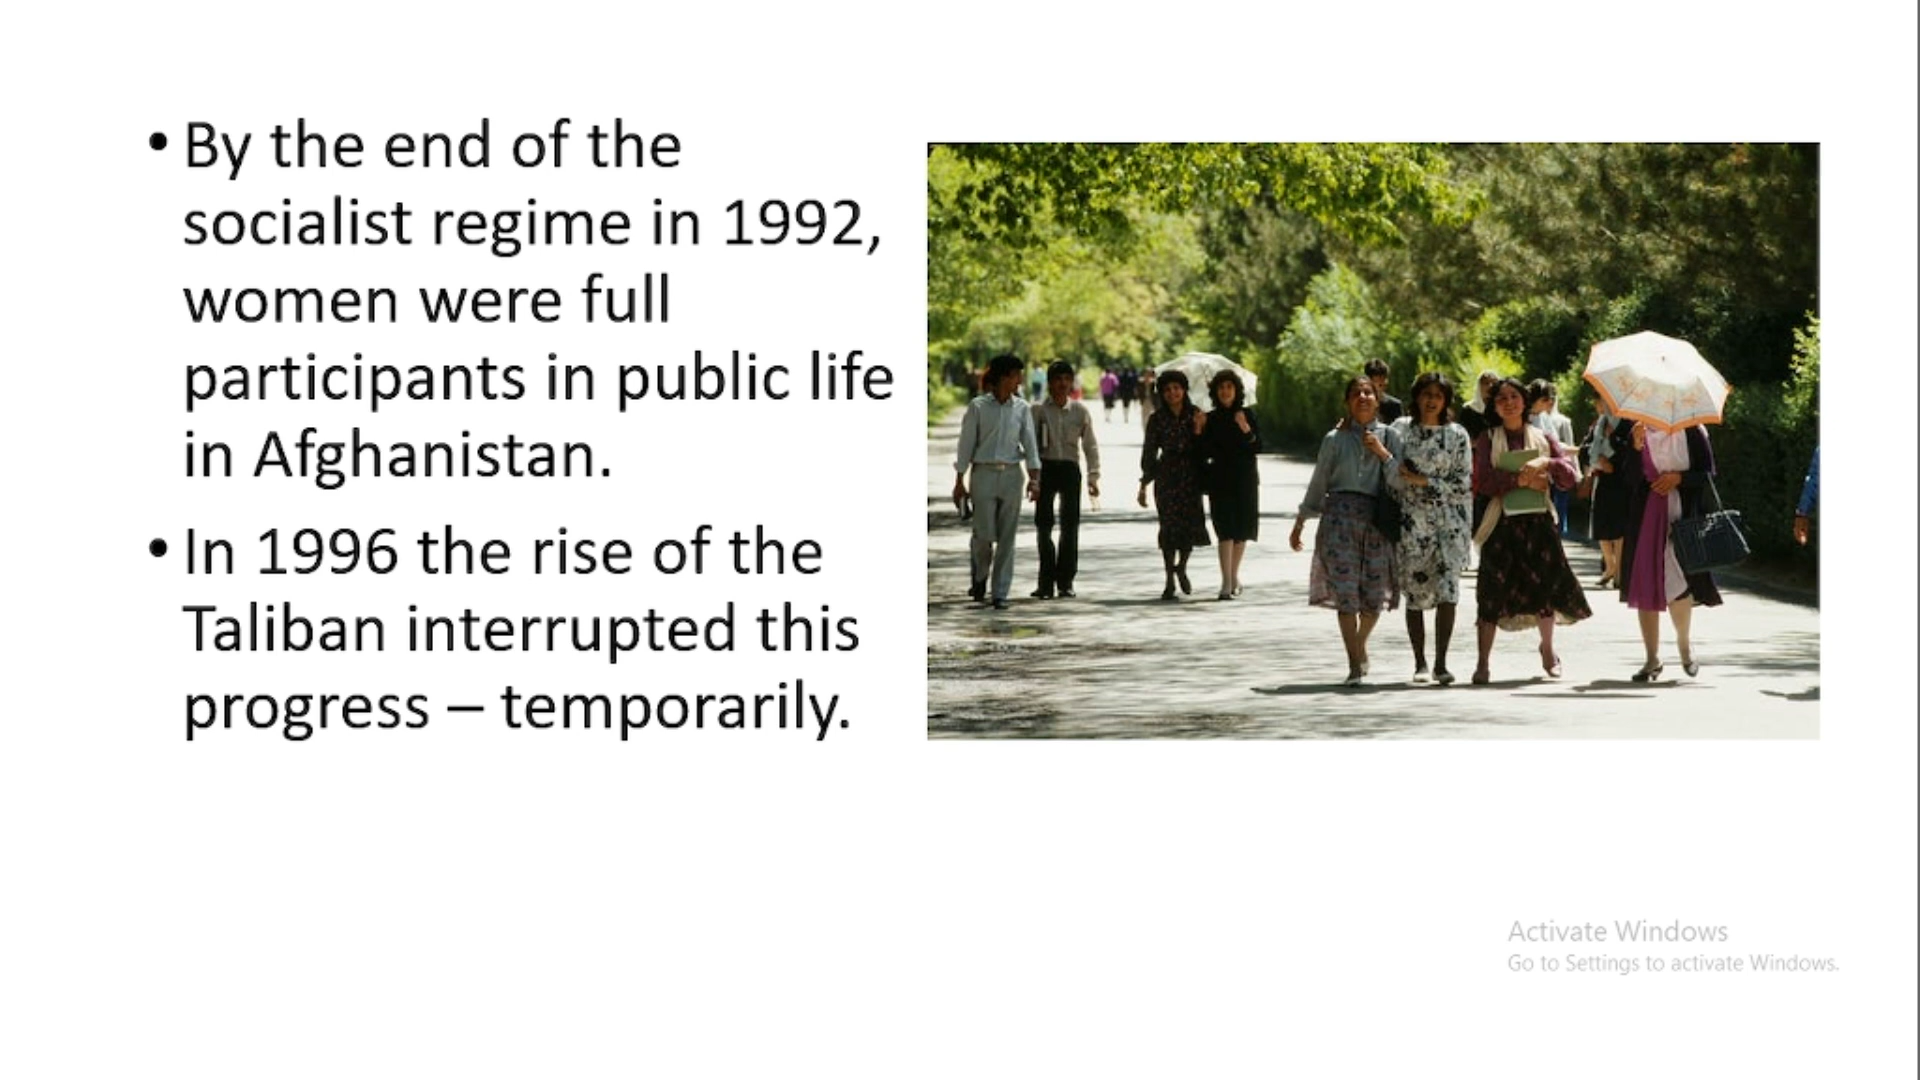 • By the end of the
socialist regime in 1992,
women were full
participants in public life
in Afghanistan.
• In 1996 the rise of the
Taliban interrupted this
progress – temporarily.
Activate Windows
Go to Settings to activate Windows.